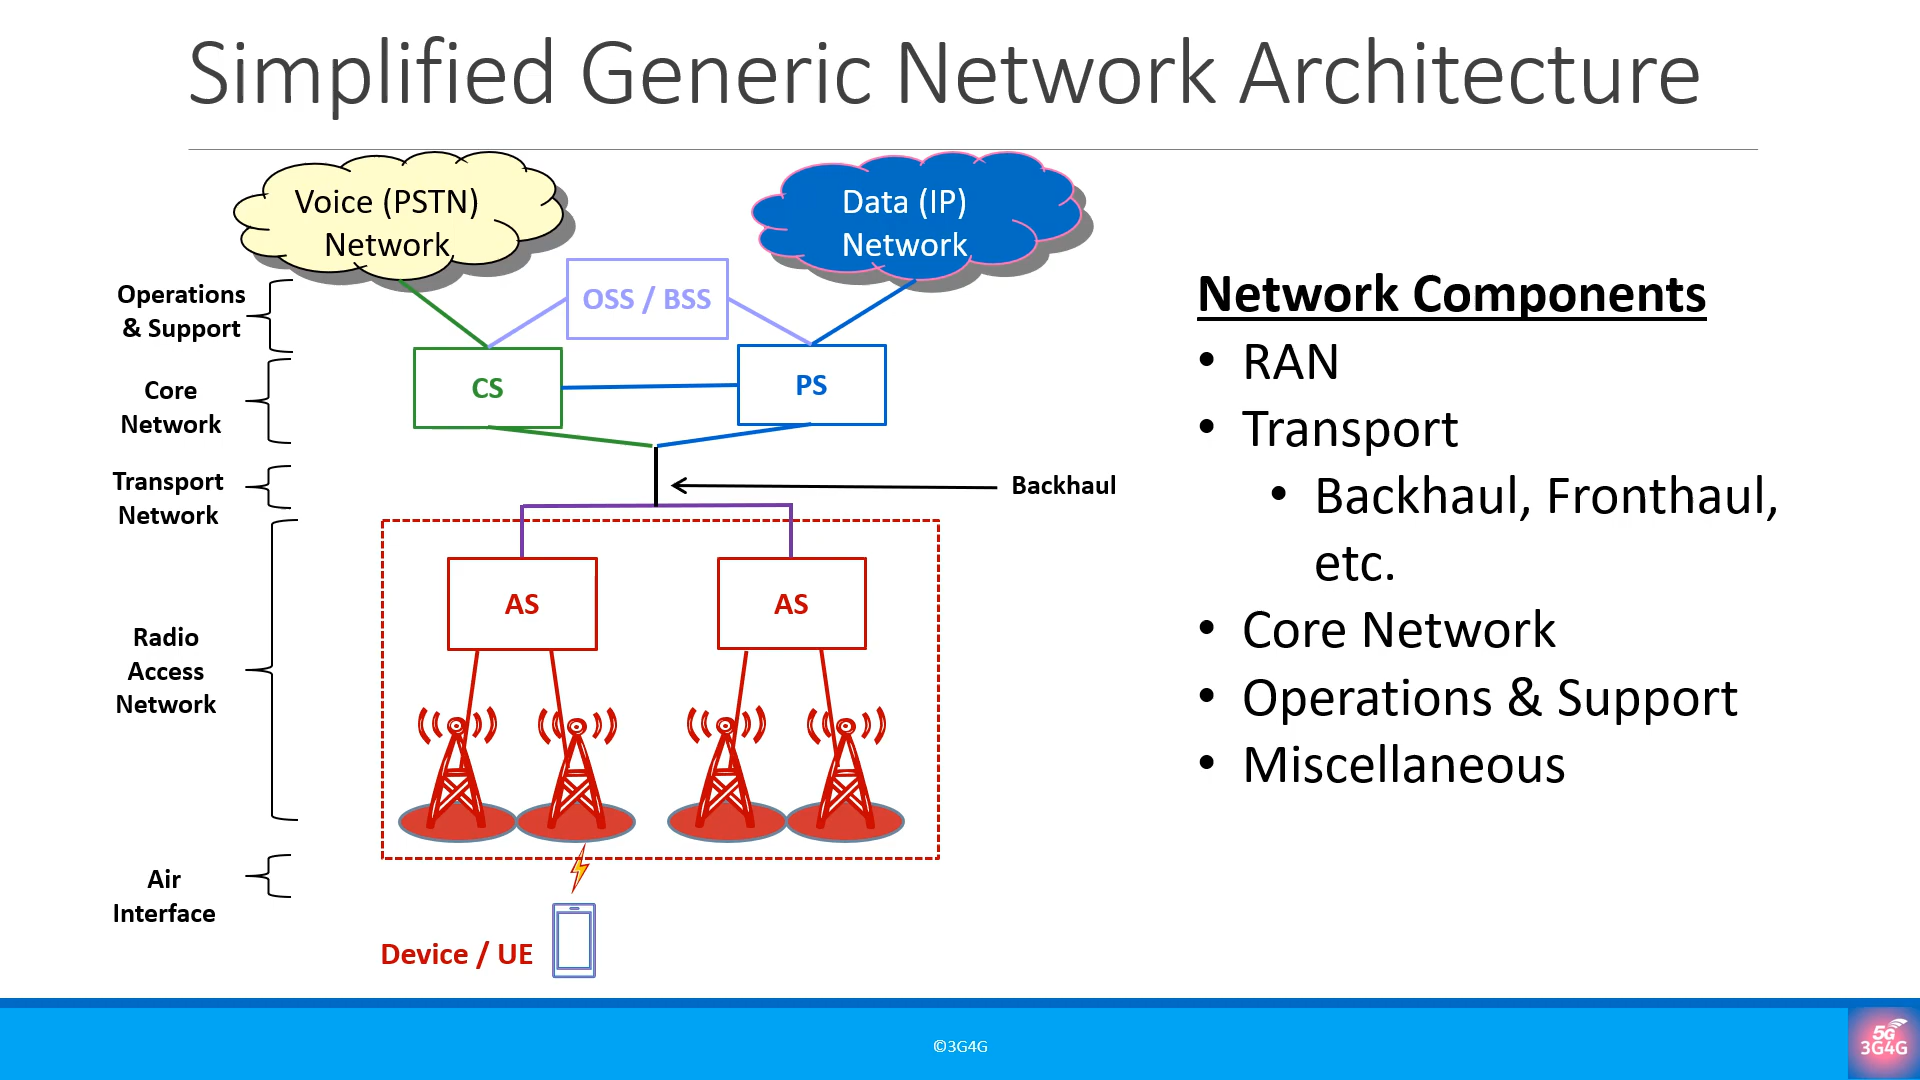 Simplified Generic Network Architecture
Voice (PSTN)
Network
Data (IP)
Network
OSS / BSS
Operations
& Support
CS
PS
Core
Network
Transport
Network
Backhaul
AS
AS
Radio
Access
Network
Air
Interface
Device / UE
Network Components
• RAN
• Transport
• Backhaul, Fronthaul,
etc.
• Core Network
• Operations & Support
• Miscellaneous
©3G4G
5G
3G4G